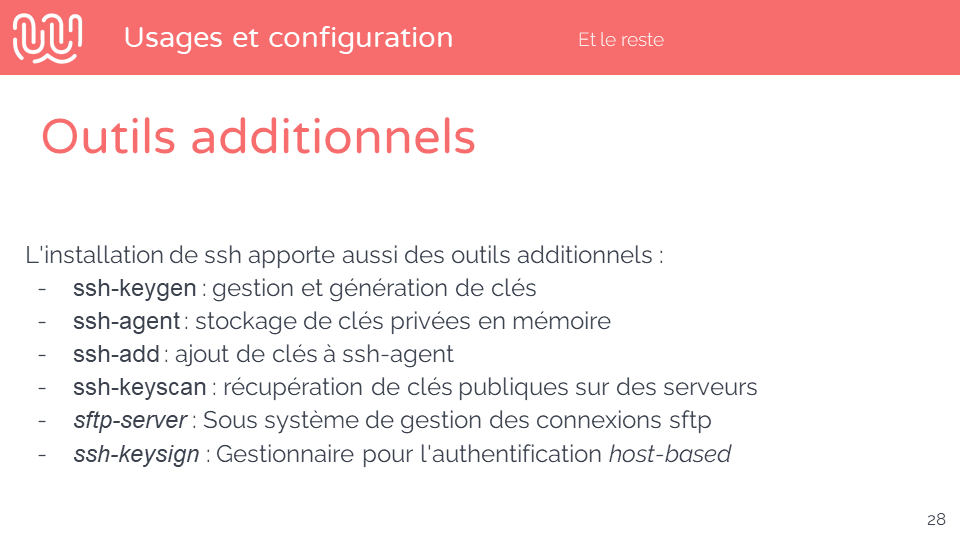 Usages et configuration
Et le reste
Outils additionnels
L'installation de ssh apporte aussi des outils additionnels :
- ssh-keygen : gestion et génération de clés
- ssh-agent : stockage de clés privées en mémoire
- ssh-add : ajout de clés à ssh-agent
- ssh-keyscan : récupération de clés publiques sur des serveurs
- sftp-server : Sous système de gestion des connexions sftp
- ssh-keysign : Gestionnaire pour l'authentification host-based
28